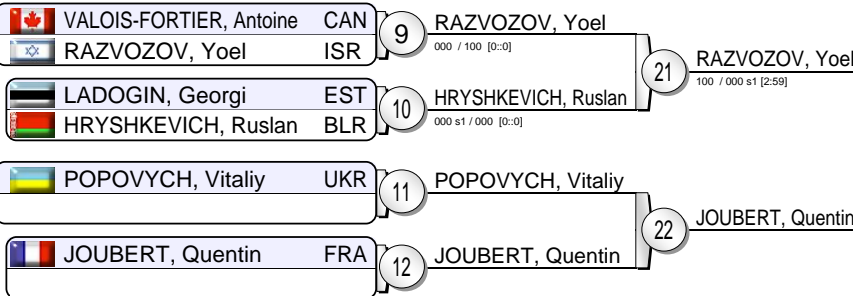 VALOIS-FORTIER, Antoine CAN
RAZVOZOV, Yoel ISR
9
RAZVOZOV, Yoel
000 / 100 [0::0]
LADOGIN, Georgi EST
HRYSHKEVICH, Ruslan BLR
10
HRYSHKEVICH, Ruslan
000 s1 / 000 [0::0]
21
RAZVOZOV, Yoel
100 / 000 s1 [2:59]
POPOVYCH, Vitaliy UKR
11
POPOVYCH, Vitaliy
JOUBERT, Quentin FRA
12
JOUBERT, Quentin
22
JOUBERT, Quentin